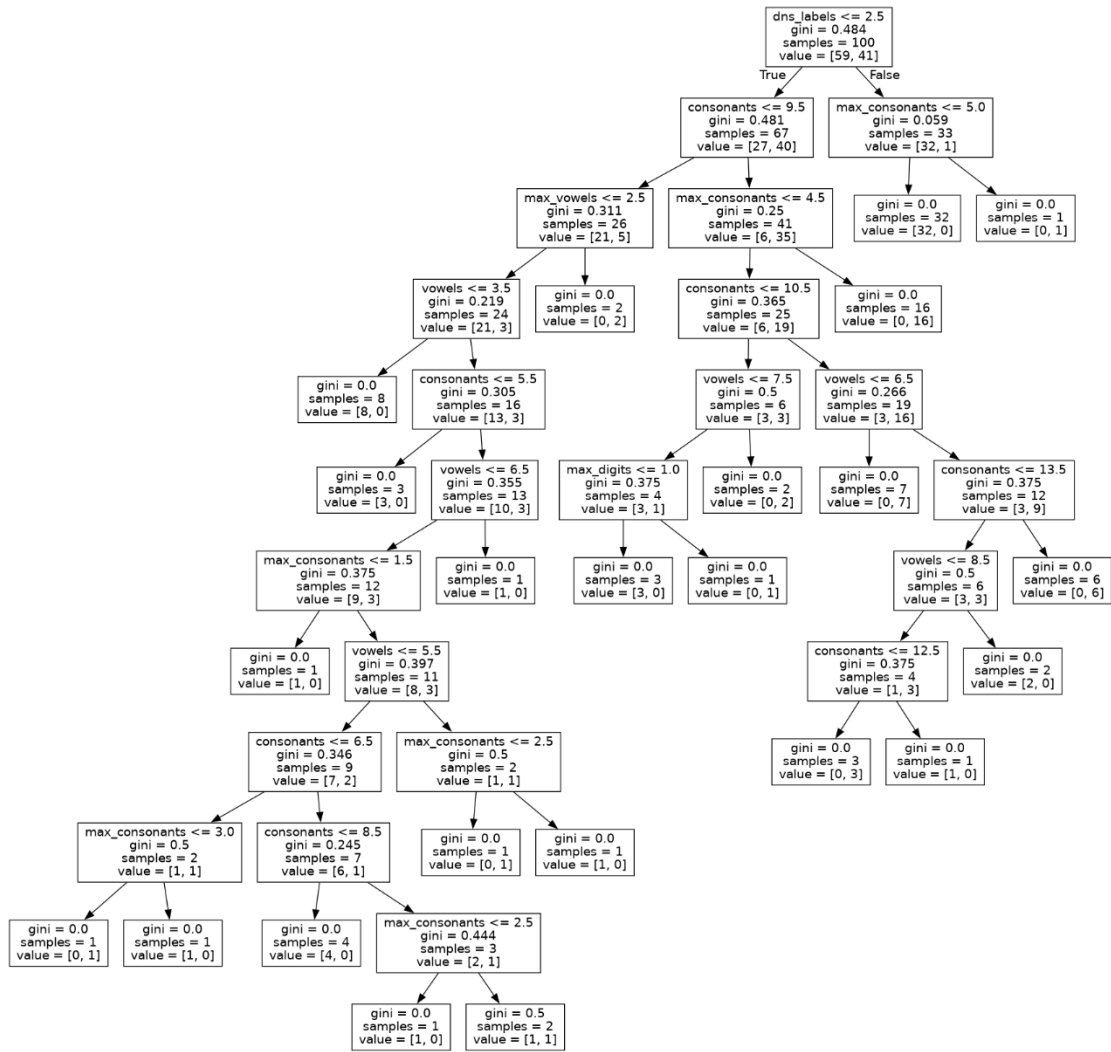 dns_labels <= 2.5
gini = 0.484
samples = 100
value = [59, 41]
True
False
consonants <= 9.5
gini = 0.481
samples = 67
value = [27, 40]
max_consonants <= 5.0
gini = 0.059
samples = 33
value = [32, 1]
max_vowels <= 2.5
gini = 0.311
samples = 26
value = [21, 5]
max_consonants <= 4.5
gini = 0.25
samples = 41
value = [6, 35]
gini = 0.0
samples = 32
value = [32, 0]
gini = 0.0
samples = 1
value = [0, 1]
vowels <= 3.5
gini = 0.219
samples = 24
value = [21, 3]
gini = 0.0
samples = 2
value = [0, 2]
consonants <= 10.5
gini = 0.365
samples = 25
value = [6, 19]
gini = 0.0
samples = 16
value = [0, 16]
gini = 0.0
samples = 8
value = [8, 0]
consonants <= 5.5
gini = 0.305
samples = 16
value = [13, 3]
vowels <= 7.5
gini = 0.5
samples = 6
value = [3, 3]
vowels <= 6.5
gini = 0.266
samples = 19
value = [3, 16]
gini = 0.0
samples = 3
value = [3, 0]
vowels <= 6.5
gini = 0.355
samples = 13
value = [10, 3]
max_digits <= 1.0
gini = 0.375
samples = 4
value = [3, 1]
gini = 0.0
samples = 2
value = [0, 2]
gini = 0.0
samples = 7
value = [0, 7]
consonants <= 13.5
gini = 0.375
samples = 12
value = [3, 9]
max_consonants <= 1.5
gini = 0.375
samples = 12
value = [9, 3]
gini = 0.0
samples = 1
value = [1, 0]
gini = 0.0
samples = 3
value = [3, 0]
gini = 0.0
samples = 1
value = [0, 1]
vowels <= 8.5
gini = 0.5
samples = 6
value = [3, 3]
gini = 0.0
samples = 6
value = [0, 6]
gini = 0.0
samples = 1
value = [1, 0]
vowels <= 5.5
gini = 0.397
samples = 11
value = [8, 3]
consonants <= 12.5
gini = 0.375
samples = 4
value = [1, 3]
gini = 0.0
samples = 2
value = [2, 0]
consonants <= 6.5
gini = 0.346
samples = 9
value = [7, 2]
max_consonants <= 2.5
gini = 0.5
samples = 2
value = [1, 1]
gini = 0.0
samples = 3
value = [0, 3]
gini = 0.0
samples = 1
value = [1, 0]
max_consonants <= 3.0
gini = 0.5
samples = 2
value = [1, 1]
consonants <= 8.5
gini = 0.245
samples = 7
value = [6, 1]
gini = 0.0
samples = 1
value = [0, 1]
gini = 0.0
samples = 1
value = [1, 0]
gini = 0.0
samples = 1
value = [0, 1]
gini = 0.0
samples = 1
value = [1, 0]
gini = 0.0
samples = 4
value = [4, 0]
max_consonants <= 2.5
gini = 0.444
samples = 3
value = [2, 1]
gini = 0.0
samples = 1
value = [1, 0]
gini = 0.5
samples = 2
value = [1, 1]